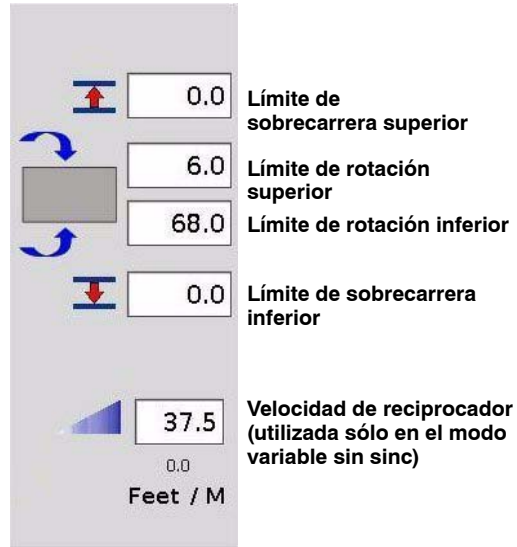 0.0
Límite de
sobrecarrera superior
6.0
Límite de rotación
superior
68.0
Límite de rotación inferior
0.0
Límite de sobrecarrera
inferior
37.5
Velocidad de reciprocador
(utilizada sólo en el modo
variable sin sinc)
0.0
Feet / M